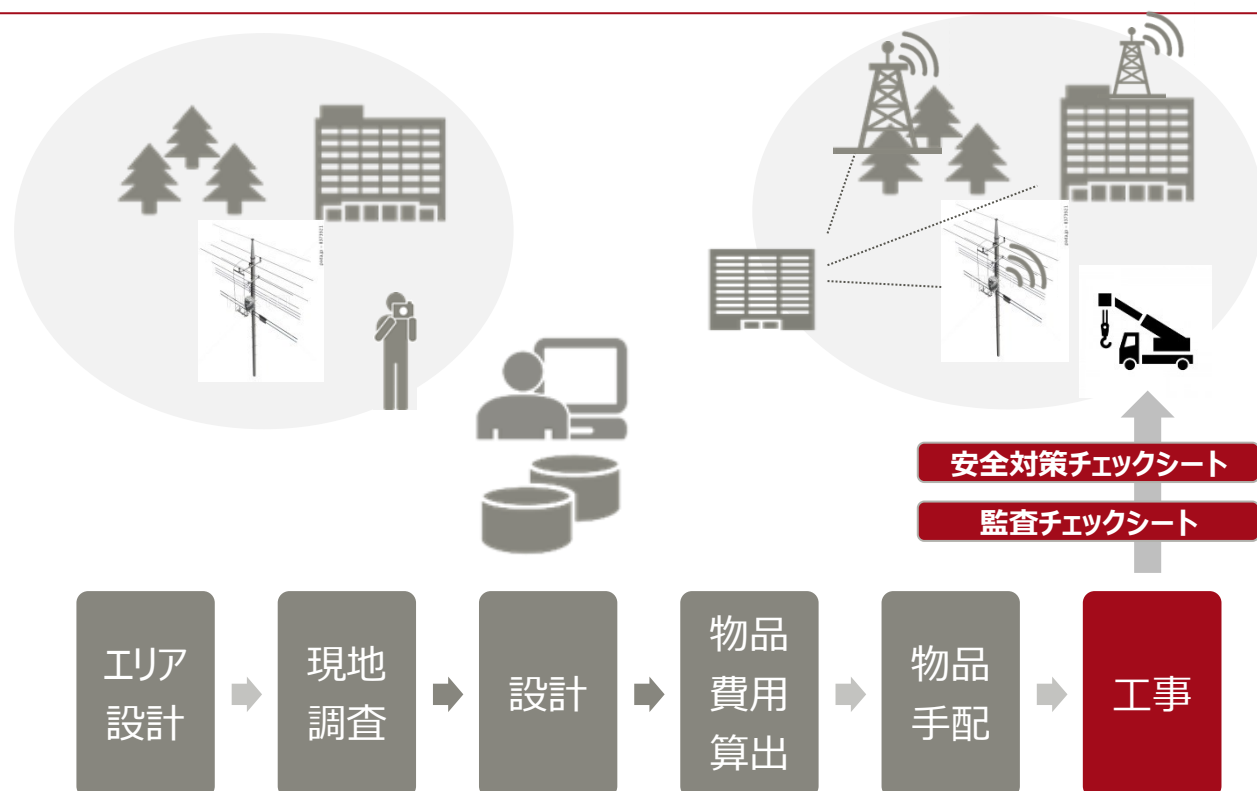 安全対策チェックシート
監査チェックシート
エリア
設計
現地
調査
設計
物品
費用
算出
物品
手配
工事